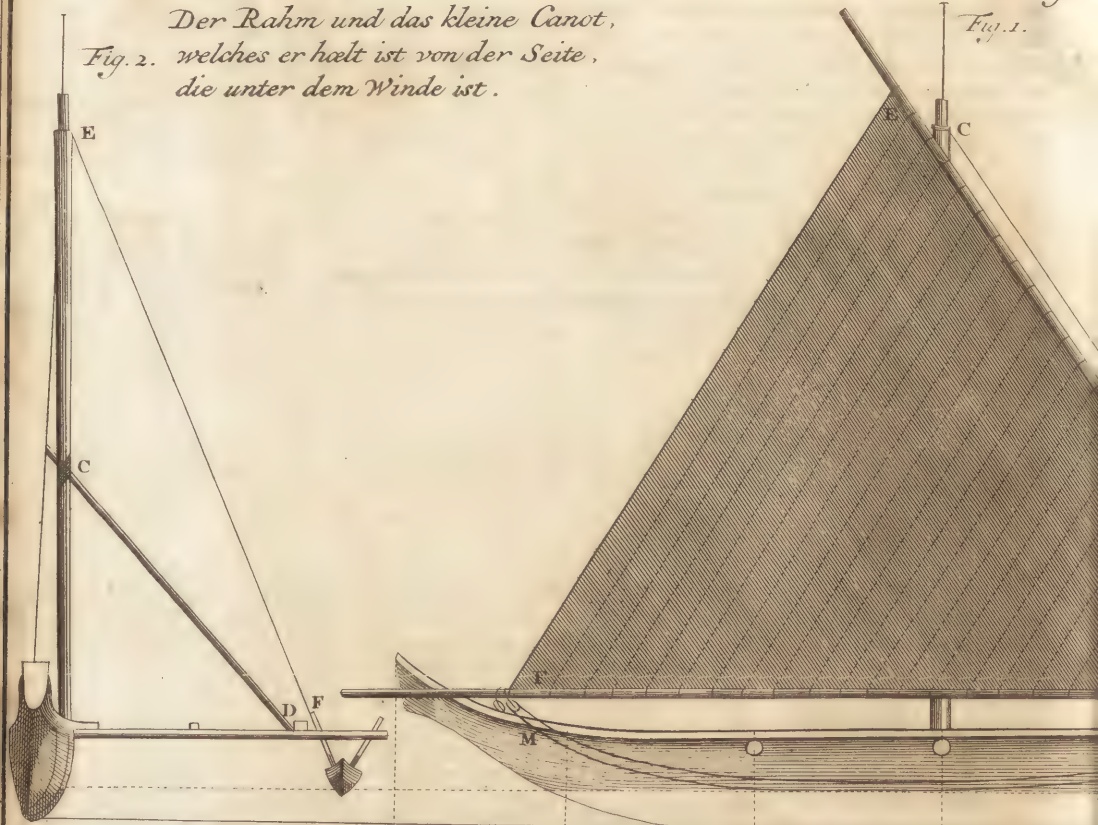 Der Rahm und das kleine Canot,
Fig. 2. welches er hælt ist von der Seite,
die unter dem Winde ist.
Fig. 1.
E
E
C
C
F
D
F
M